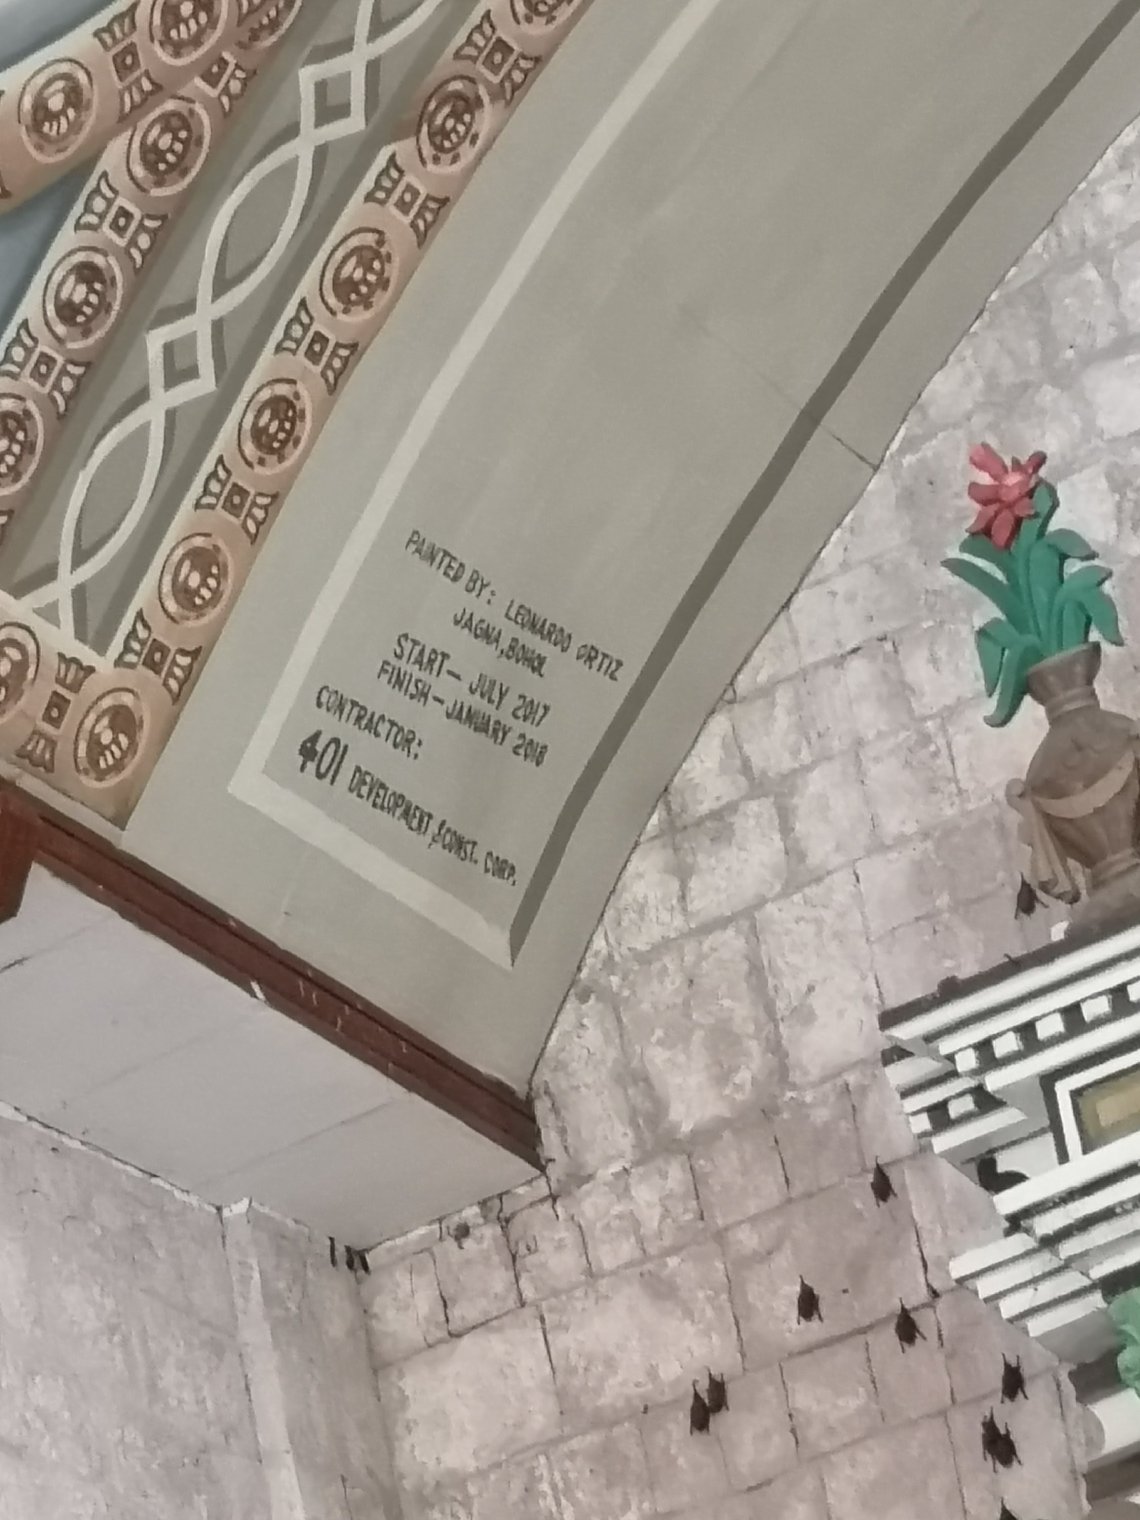 PAINTED BY: LEONARDO ORTIZ
JAGNA, BOHOL
START— JULY 2017
FINISH—JANUARY 2018
CONTRACTOR:
401 DEVELOPMENT & CONST. CORP.